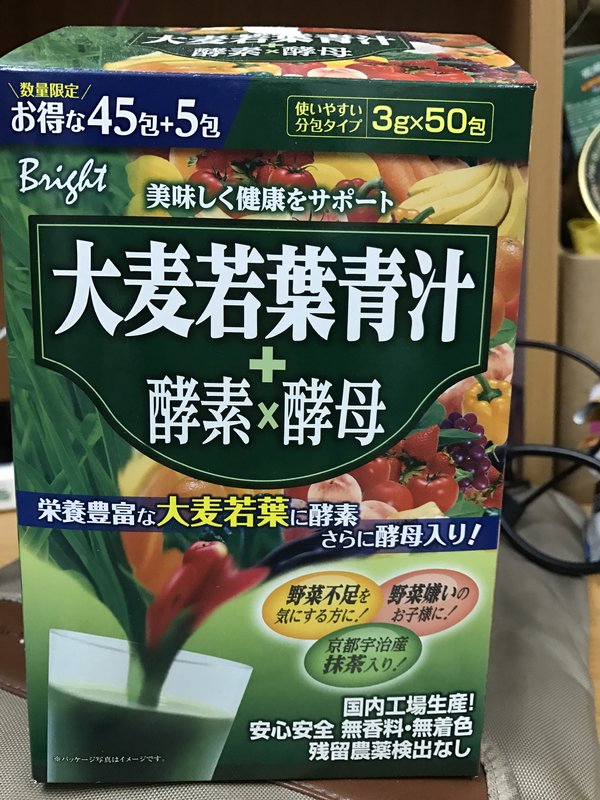 大麦若葉青汁
+
酵素×酵母
数量限定
お得な45包+5包
使いやすい
分包タイプ
3g×50包
Bright
美味しく健康をサポート
大麦若葉青汁
+
酵素×酵母
栄養豊富な大麦若葉に酵素
さらに酵母入り!
野菜不足を
気にする方に!
野菜嫌いの
お子様に!
京都宇治産
抹茶入り!
国内工場生産!
安心安全 無香料・無着色
残留農薬検出なし
※パッケージ写真はイメージです。